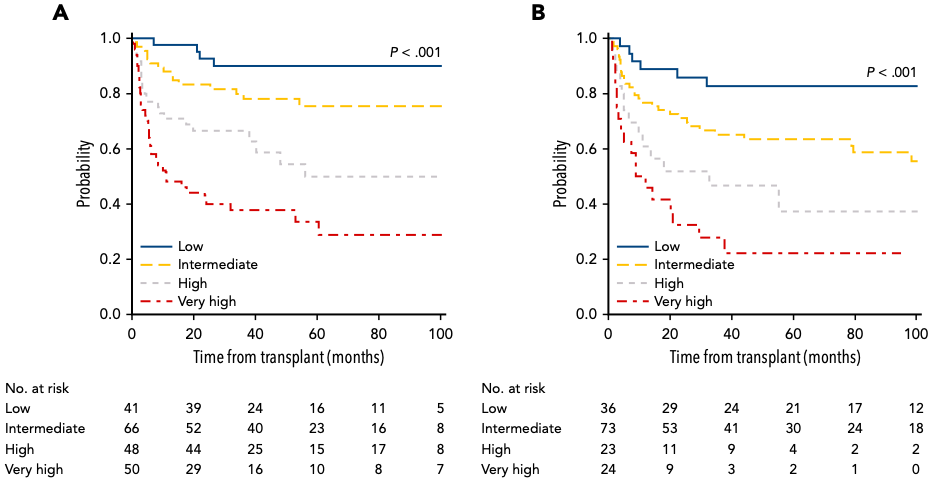 A
1.0
0.8
0.6
0.4
0.2
0.0
Probability
P < .001
Low
Intermediate
High
Very high
0 20 40 60 80 100
Time from transplant (months)
No. at risk
Low 41 39 24 16 11 5
Intermediate 66 52 40 23 16 8
High 48 44 25 15 17 8
Very high 50 29 16 10 8 7
B
1.0
0.8
0.6
0.4
0.2
0.0
Probability
P < .001
Low
Intermediate
High
Very high
0 20 40 60 80 100
Time from transplant (months)
No. at risk
Low 36 29 24 21 17 12
Intermediate 73 53 41 30 24 18
High 23 11 9 4 2 2
Very high 24 9 3 2 1 0